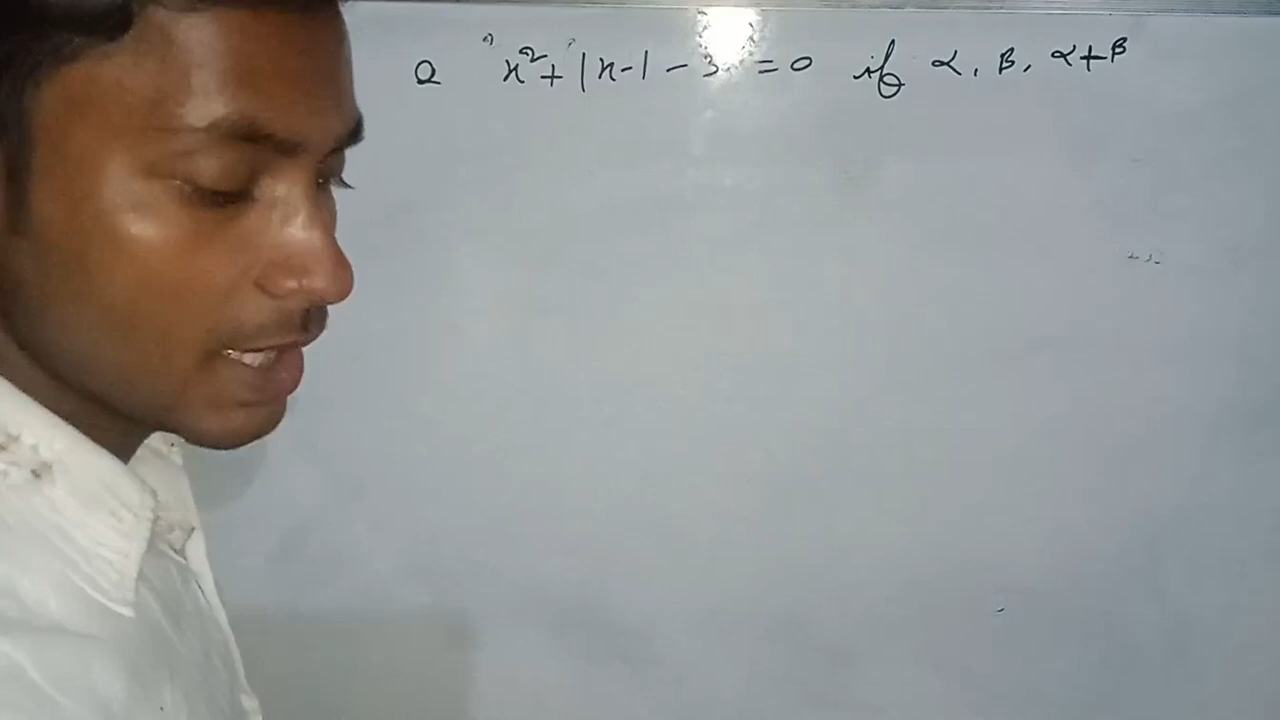 Q x²+|x-1-3 =0 if α, β, α+β